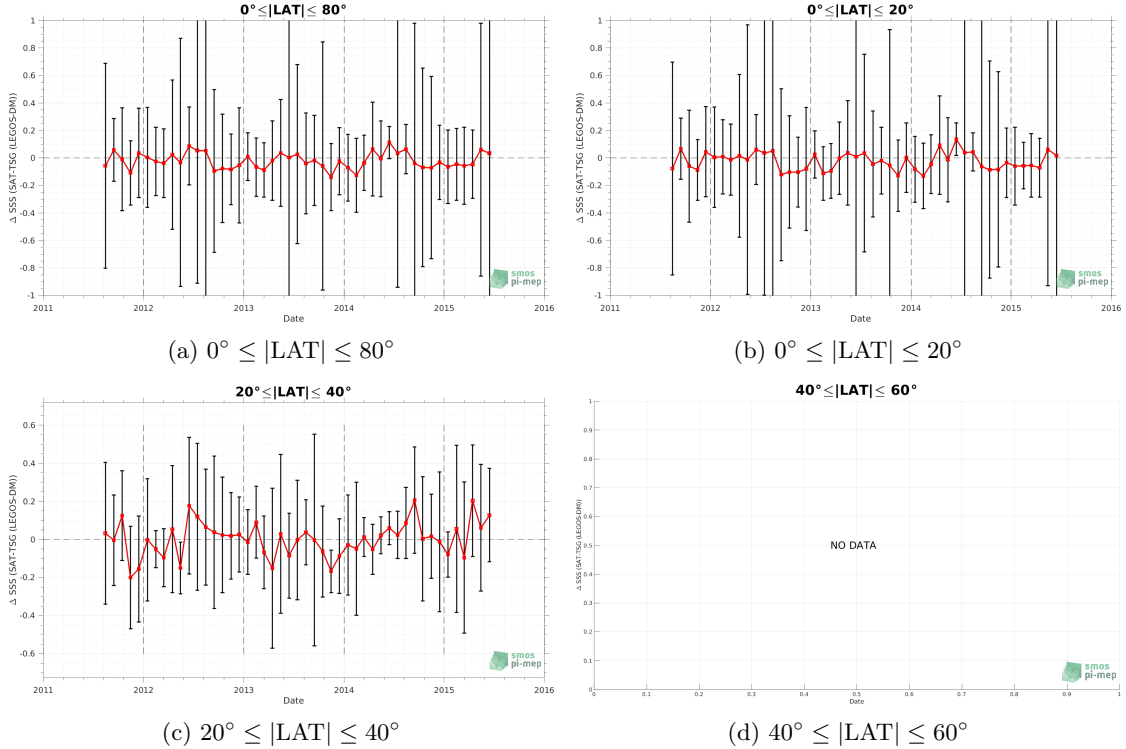 0°≤|LAT|≤ 80°
1
0.8
0.6
0.4
0.2
0
-0.2
-0.4
-0.6
-0.8
-1
Δ SSS (SAT-TSG (LEGOS-DM))
2011 2012 2013 2014 2015 2016
Date
smos
pi-mep
(a) 0° ≤ |LAT| ≤ 80°
0°≤|LAT|≤ 20°
1
0.8
0.6
0.4
0.2
0
-0.2
-0.4
-0.6
-0.8
-1
Δ SSS (SAT-TSG (LEGOS-DM))
2011 2012 2013 2014 2015 2016
Date
smos
pi-mep
(b) 0° ≤ |LAT| ≤ 20°
20°≤|LAT|≤ 40°
0.6
0.4
0.2
0
-0.2
-0.4
-0.6
Δ SSS (SAT-TSG (LEGOS-DM))
2011 2012 2013 2014 2015 2016
Date
smos
pi-mep
(c) 20° ≤ |LAT| ≤ 40°
40°≤|LAT|≤ 60°
1
0.9
0.8
0.7
0.6
0.5
0.4
0.3
0.2
0.1
0
Δ SSS (SAT-TSG (LEGOS-DM))
NO DATA
0 0.1 0.2 0.3 0.4 0.5 0.6 0.7 0.8 0.9 1
Date
smos
pi-mep
(d) 40° ≤ |LAT| ≤ 60°